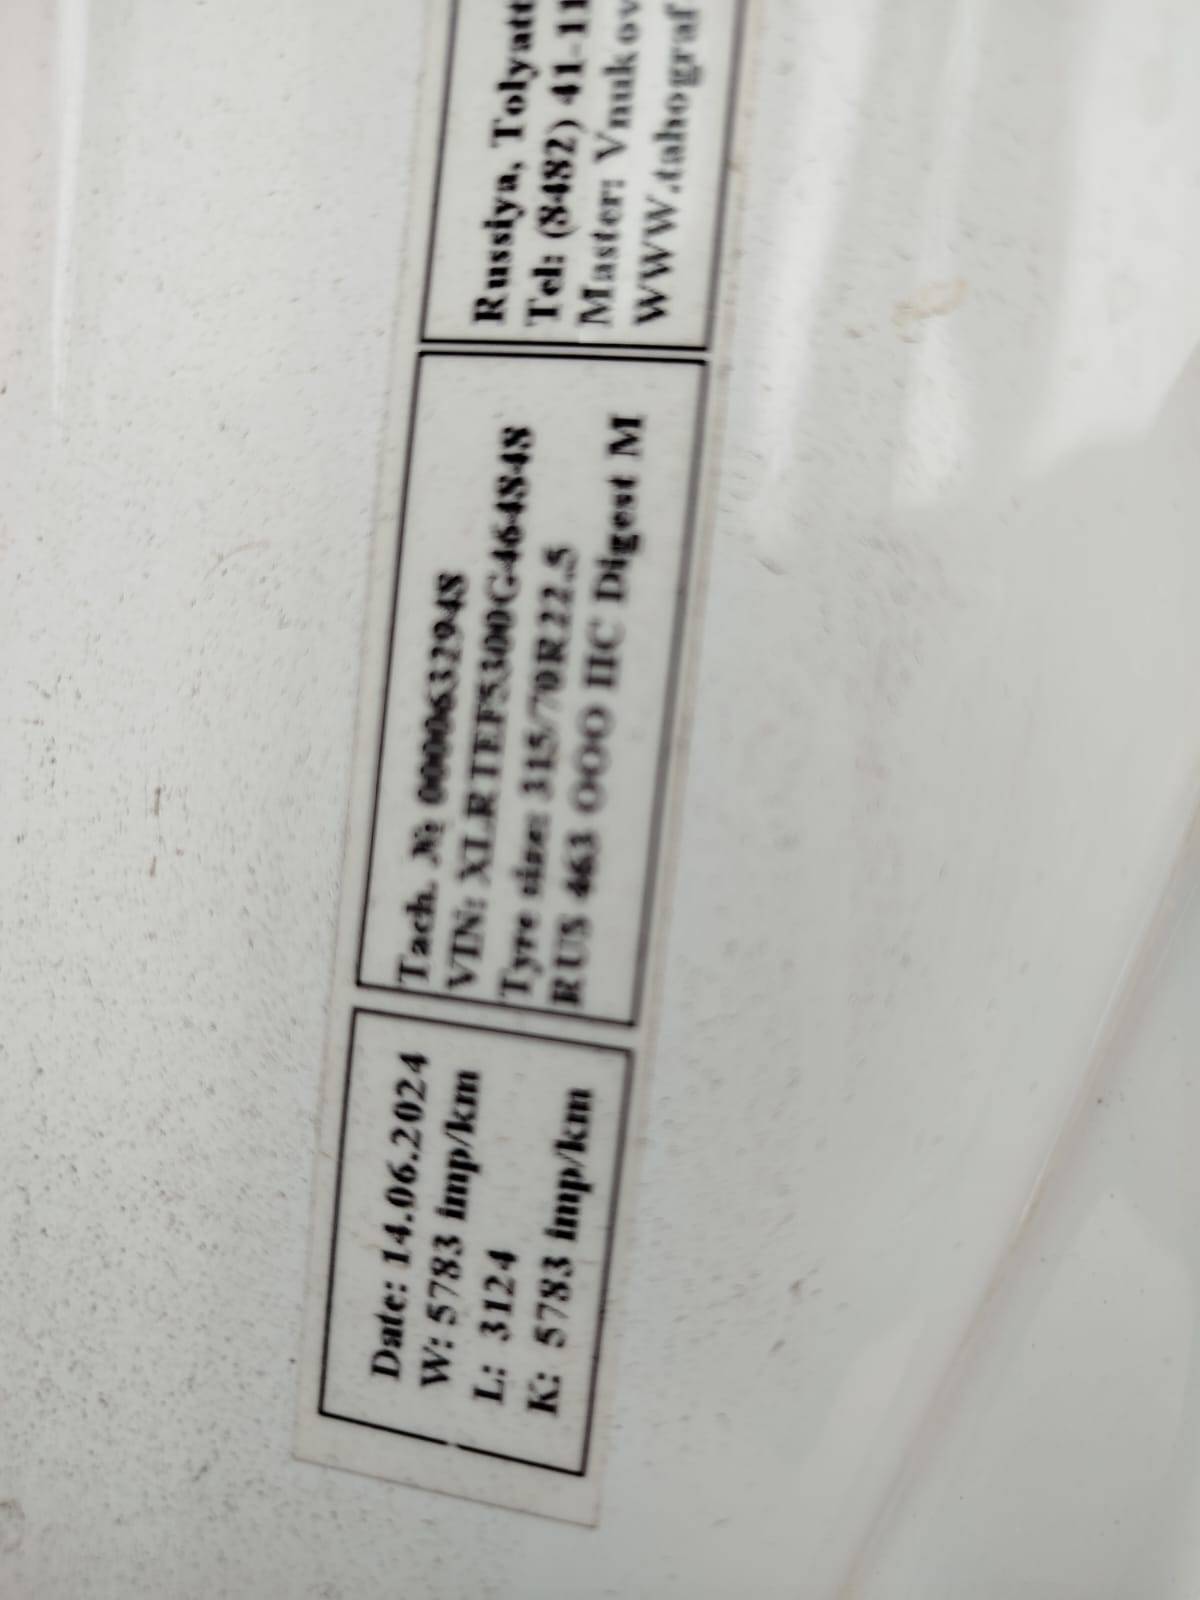 Date: 14.06.2024
W: 5783 imp/km
L: 3124
K: 5783 imp/km
Tach. № 0000632948
VIN: XLRTEF5300G464848
Tyre size: 315/70R22.5
RUS 463 ООО ПС Digest M
Russiya, Tolyatt
Tel: (8482) 41-11
Master: Vnukov
WWW.tahograf